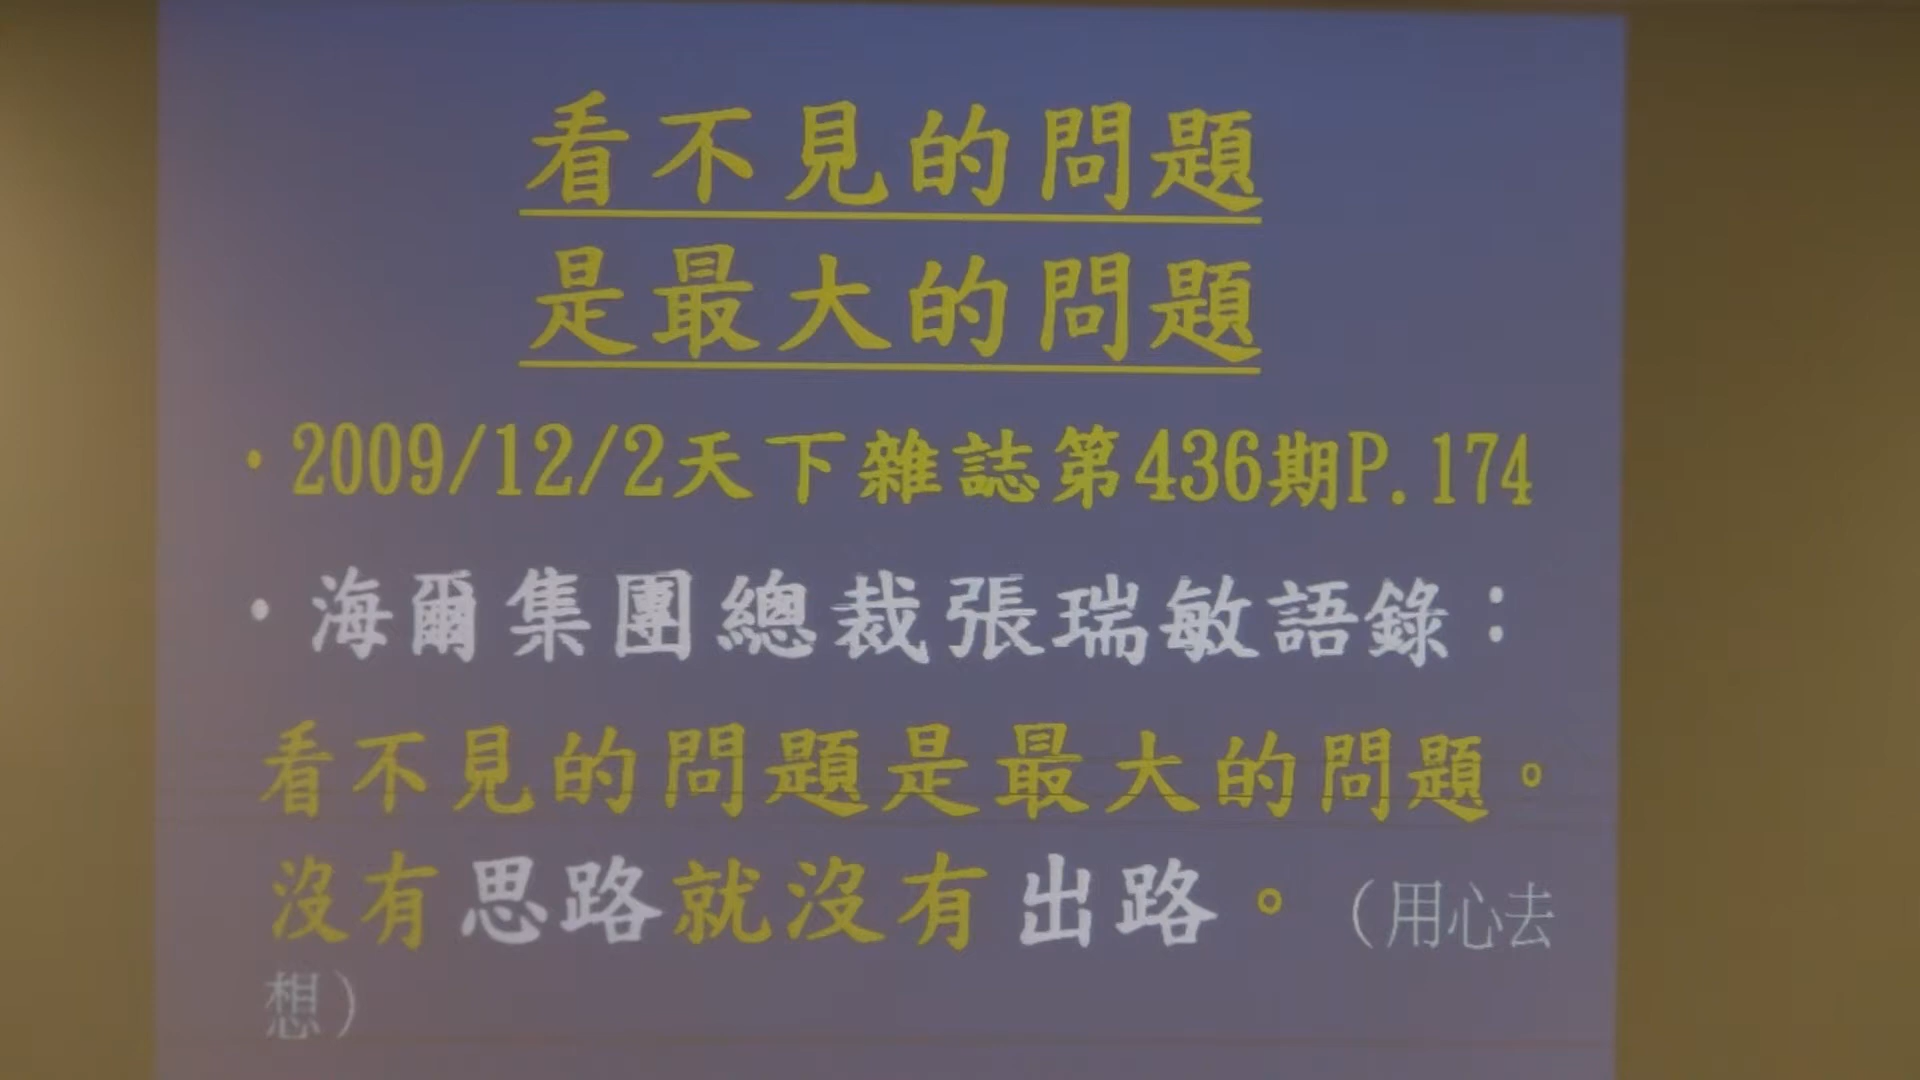 看不見的問題
是最大的問題
·2009/12/2天下雜誌第436期P.174
·海爾集團總裁張瑞敏語錄：
看不見的問題是最大的問題。
沒有思路就沒有出路。（用心去
想）